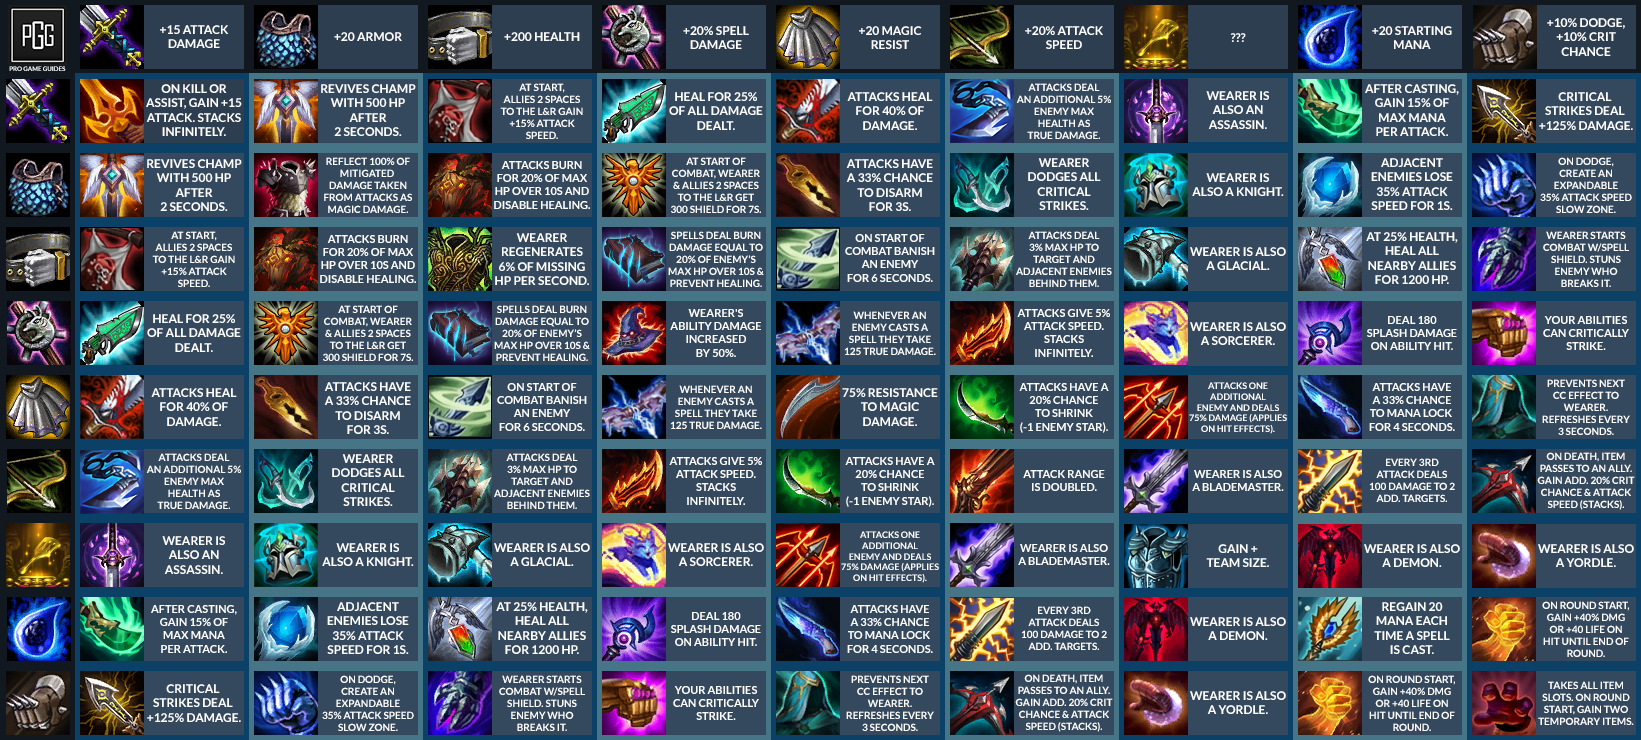 PGG
PRO GAME GUIDES
+15 ATTACK
DAMAGE
+20 ARMOR
+200 HEALTH
+20% SPELL
DAMAGE
+20 MAGIC
RESIST
+20% ATTACK
SPEED
???
+20 STARTING
MANA
+10% DODGE,
+10% CRIT
CHANCE
ON KILL OR
ASSIST, GAIN +15
ATTACK. STACKS
INFINITELY.
REVIVES CHAMP
WITH 500 HP
AFTER
2 SECONDS.
AT START,
ALLIES 2 SPACES
TO THE L&R GAIN
+15% ATTACK
SPEED.
HEAL FOR 25%
OF ALL DAMAGE
DEALT.
ATTACKS HEAL
FOR 40% OF
DAMAGE.
ATTACKS DEAL
AN ADDITIONAL 5%
ENEMY MAX
HEALTH AS
TRUE DAMAGE.
WEARER IS
ALSO AN
ASSASSIN.
AFTER CASTING,
GAIN 15% OF
MAX MANA
PER ATTACK.
CRITICAL
STRIKES DEAL
+125% DAMAGE.
REVIVES CHAMP
WITH 500 HP
AFTER
2 SECONDS.
REFLECT 100% OF
MITIGATED
DAMAGE TAKEN
FROM ATTACKS AS
MAGIC DAMAGE.
ATTACKS BURN
FOR 20% OF MAX
HP OVER 10S AND
DISABLE HEALING.
AT START OF
COMBAT, WEARER
& ALLIES 2 SPACES
TO THE L&R GET
300 SHIELD FOR 7S.
ATTACKS HAVE
A 33% CHANCE
TO DISARM
FOR 3S.
WEARER
DODGES ALL
CRITICAL
STRIKES.
WEARER IS
ALSO A KNIGHT.
ADJACENT
ENEMIES LOSE
35% ATTACK
SPEED FOR 1S.
ON DODGE,
CREATE AN
EXPANDABLE
35% ATTACK SPEED
SLOW ZONE.
AT START,
ALLIES 2 SPACES
TO THE L&R GAIN
+15% ATTACK
SPEED.
ATTACKS BURN
FOR 20% OF MAX
HP OVER 10S AND
DISABLE HEALING.
WEARER
REGENERATES
6% OF MISSING
HP PER SECOND.
SPELLS DEAL BURN
DAMAGE EQUAL TO
20% OF ENEMY'S
MAX HP OVER 10S &
PREVENT HEALING.
ON START OF
COMBAT BANISH
AN ENEMY
FOR 6 SECONDS.
ATTACKS DEAL
3% MAX HP TO
TARGET AND
ADJACENT ENEMIES
BEHIND THEM.
WEARER IS ALSO
A GLACIAL.
AT 25% HEALTH,
HEAL ALL
NEARBY ALLIES
FOR 1200 HP.
WEARER STARTS
COMBAT W/SPELL
SHIELD. STUNS
ENEMY WHO
BREAKS IT.
HEAL FOR 25%
OF ALL DAMAGE
DEALT.
AT START OF
COMBAT, WEARER
& ALLIES 2 SPACES
TO THE L&R GET
300 SHIELD FOR 7S.
SPELLS DEAL BURN
DAMAGE EQUAL TO
20% OF ENEMY'S
MAX HP OVER 10S &
PREVENT HEALING.
WEARER'S
ABILITY DAMAGE
INCREASED
BY 50%.
WHENEVER AN
ENEMY CASTS A
SPELL THEY TAKE
125 TRUE DAMAGE.
ATTACKS GIVE 5%
ATTACK SPEED.
STACKS
INFINITELY.
WEARER IS ALSO
A SORCERER.
DEAL 180
SPLASH DAMAGE
ON ABILITY HIT.
YOUR ABILITIES
CAN CRITICALLY
STRIKE.
ATTACKS HEAL
FOR 40% OF
DAMAGE.
ATTACKS HAVE
A 33% CHANCE
TO DISARM
FOR 3S.
ON START OF
COMBAT BANISH
AN ENEMY
FOR 6 SECONDS.
WHENEVER AN
ENEMY CASTS A
SPELL THEY TAKE
125 TRUE DAMAGE.
75% RESISTANCE
TO MAGIC
DAMAGE.
ATTACKS HAVE A
20% CHANCE
TO SHRINK
(-1 ENEMY STAR).
ATTACKS ONE
ADDITIONAL
ENEMY AND DEALS
75% DAMAGE (APPLIES
ON HIT EFFECTS).
ATTACKS HAVE
A 33% CHANCE
TO MANA LOCK
FOR 4 SECONDS.
PREVENTS NEXT
CC EFFECT TO
WEARER.
REFRESHES EVERY
3 SECONDS.
ATTACKS DEAL
AN ADDITIONAL 5%
ENEMY MAX
HEALTH AS
TRUE DAMAGE.
WEARER
DODGES ALL
CRITICAL
STRIKES.
ATTACKS DEAL
3% MAX HP TO
TARGET AND
ADJACENT ENEMIES
BEHIND THEM.
ATTACKS GIVE 5%
ATTACK SPEED.
STACKS
INFINITELY.
ATTACKS HAVE A
20% CHANCE
TO SHRINK
(-1 ENEMY STAR).
ATTACK RANGE
IS DOUBLED.
WEARER IS ALSO
A BLADEMASTER.
EVERY 3RD
ATTACK DEALS
100 DAMAGE TO 2
ADD. TARGETS.
ON DEATH, ITEM
PASSES TO AN ALLY.
GAIN ADD. 20% CRIT
CHANCE & ATTACK
SPEED (STACKS).
WEARER IS
ALSO AN
ASSASSIN.
WEARER IS
ALSO A KNIGHT.
WEARER IS ALSO
A GLACIAL.
WEARER IS ALSO
A SORCERER.
ATTACKS ONE
ADDITIONAL
ENEMY AND DEALS
75% DAMAGE (APPLIES
ON HIT EFFECTS).
WEARER IS ALSO
A BLADEMASTER.
GAIN +
TEAM SIZE.
WEARER IS ALSO
A DEMON.
WEARER IS ALSO
A YORDLE.
AFTER CASTING,
GAIN 15% OF
MAX MANA
PER ATTACK.
ADJACENT
ENEMIES LOSE
35% ATTACK
SPEED FOR 1S.
AT 25% HEALTH,
HEAL ALL
NEARBY ALLIES
FOR 1200 HP.
DEAL 180
SPLASH DAMAGE
ON ABILITY HIT.
ATTACKS HAVE
A 33% CHANCE
TO MANA LOCK
FOR 4 SECONDS.
EVERY 3RD
ATTACK DEALS
100 DAMAGE TO 2
ADD. TARGETS.
WEARER IS ALSO
A DEMON.
REGAIN 20
MANA EACH
TIME A SPELL
IS CAST.
ON ROUND START,
GAIN +40% DMG
OR +40 LIFE ON
HIT UNTIL END OF
ROUND.
CRITICAL
STRIKES DEAL
+125% DAMAGE.
ON DODGE,
CREATE AN
EXPANDABLE
35% ATTACK SPEED
SLOW ZONE.
WEARER STARTS
COMBAT W/SPELL
SHIELD. STUNS
ENEMY WHO
BREAKS IT.
YOUR ABILITIES
CAN CRITICALLY
STRIKE.
PREVENTS NEXT
CC EFFECT TO
WEARER.
REFRESHES EVERY
3 SECONDS.
ON DEATH, ITEM
PASSES TO AN ALLY.
GAIN ADD. 20% CRIT
CHANCE & ATTACK
SPEED (STACKS).
WEARER IS ALSO
A YORDLE.
ON ROUND START,
GAIN +40% DMG
OR +40 LIFE ON
HIT UNTIL END OF
ROUND.
TAKES ALL ITEM
SLOTS. ON ROUND
START, GAIN TWO
TEMPORARY ITEMS.